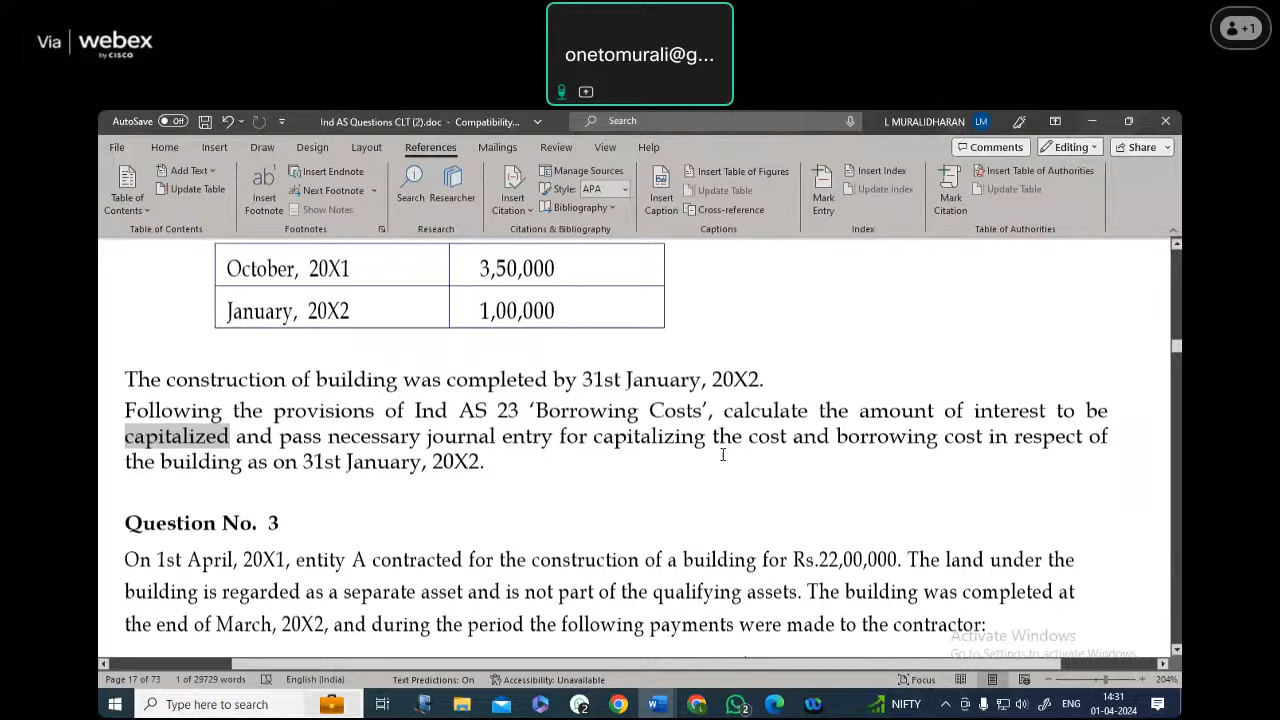 Via webex
by CISCO
onetomurali@g...
+1
AutoSave Off
Ind AS Questions CLT (2).doc - Compatibility...
Search
L MURALIDHARAN LM
File Home Insert Draw Design Layout References Mailings Review View Help
Comments Editing Share
Table of Contents
Add Text
Update Table
Table of Contents
ab
Insert Footnote
Insert Endnote
Next Footnote
Show Notes
Footnotes
Search
Researcher
Research
Insert Citation
Manage Sources
Style: APA
Bibliography
Citations & Bibliography
Insert Caption
Insert Table of Figures
Update Table
Cross-reference
Captions
Mark Entry
Insert Index
Update Index
Index
Mark Citation
Insert Table of Authorities
Update Table
Table of Authorities
October, 20X1 3,50,000
January, 20X2 1,00,000
The construction of building was completed by 31st January, 20X2.
Following the provisions of Ind AS 23 ‘Borrowing Costs’, calculate the amount of interest to be
capitalized and pass necessary journal entry for capitalizing the cost and borrowing cost in respect of
the building as on 31st January, 20X2.
Question No. 3
On 1st April, 20X1, entity A contracted for the construction of a building for Rs.22,00,000. The land under the
building is regarded as a separate asset and is not part of the qualifying assets. The building was completed at
the end of March, 20X2, and during the period the following payments were made to the contractor:
Activate Windows
Go to Settings to activate Windows.
Page 17 of 73 1 of 29729 words English (India) Text Predictions: On Accessibility: Unavailable Focus 204%
Type here to search
2
2
NIFTY
ENG
14:31
01-04-2024